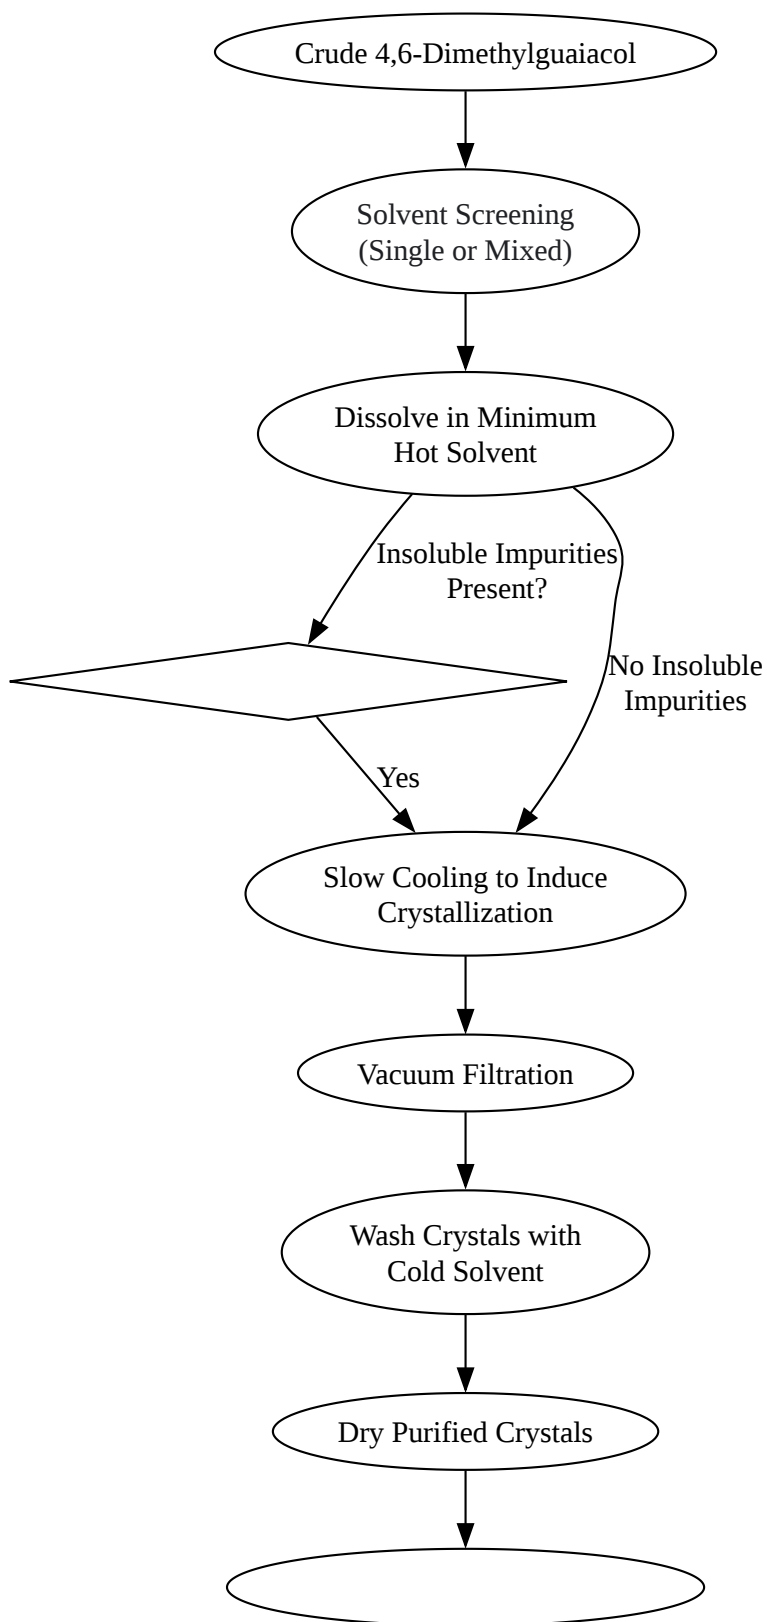 Crude 4,6-Dimethylguaiacol
Solvent Screening
(Single or Mixed)
Dissolve in Minimum
Hot Solvent
Insoluble Impurities
Present?
No Insoluble
Impurities
Yes
Slow Cooling to Induce
Crystallization
Vacuum Filtration
Wash Crystals with
Cold Solvent
Dry Purified Crystals